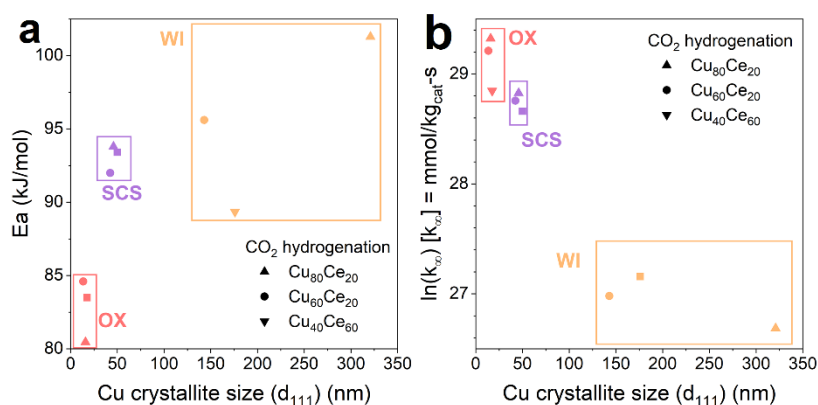 a
WI
SCS
OX
CO₂ hydrogenation
Cu₈₀Ce₂₀
Cu₆₀Ce₂₀
Cu₄₀Ce₆₀
Ea (kJ/mol)
100
95
90
85
80
0 50 100 150 200 250 300 350
Cu crystallite size (d₁₁₁) (nm)
b
OX
SCS
WI
CO₂ hydrogenation
Cu₈₀Ce₂₀
Cu₆₀Ce₂₀
Cu₄₀Ce₆₀
ln(k∞) [k∞] = mmol/kg_cat-s
29
28
27
0 50 100 150 200 250 300 350
Cu crystallite size (d₁₁₁) (nm)